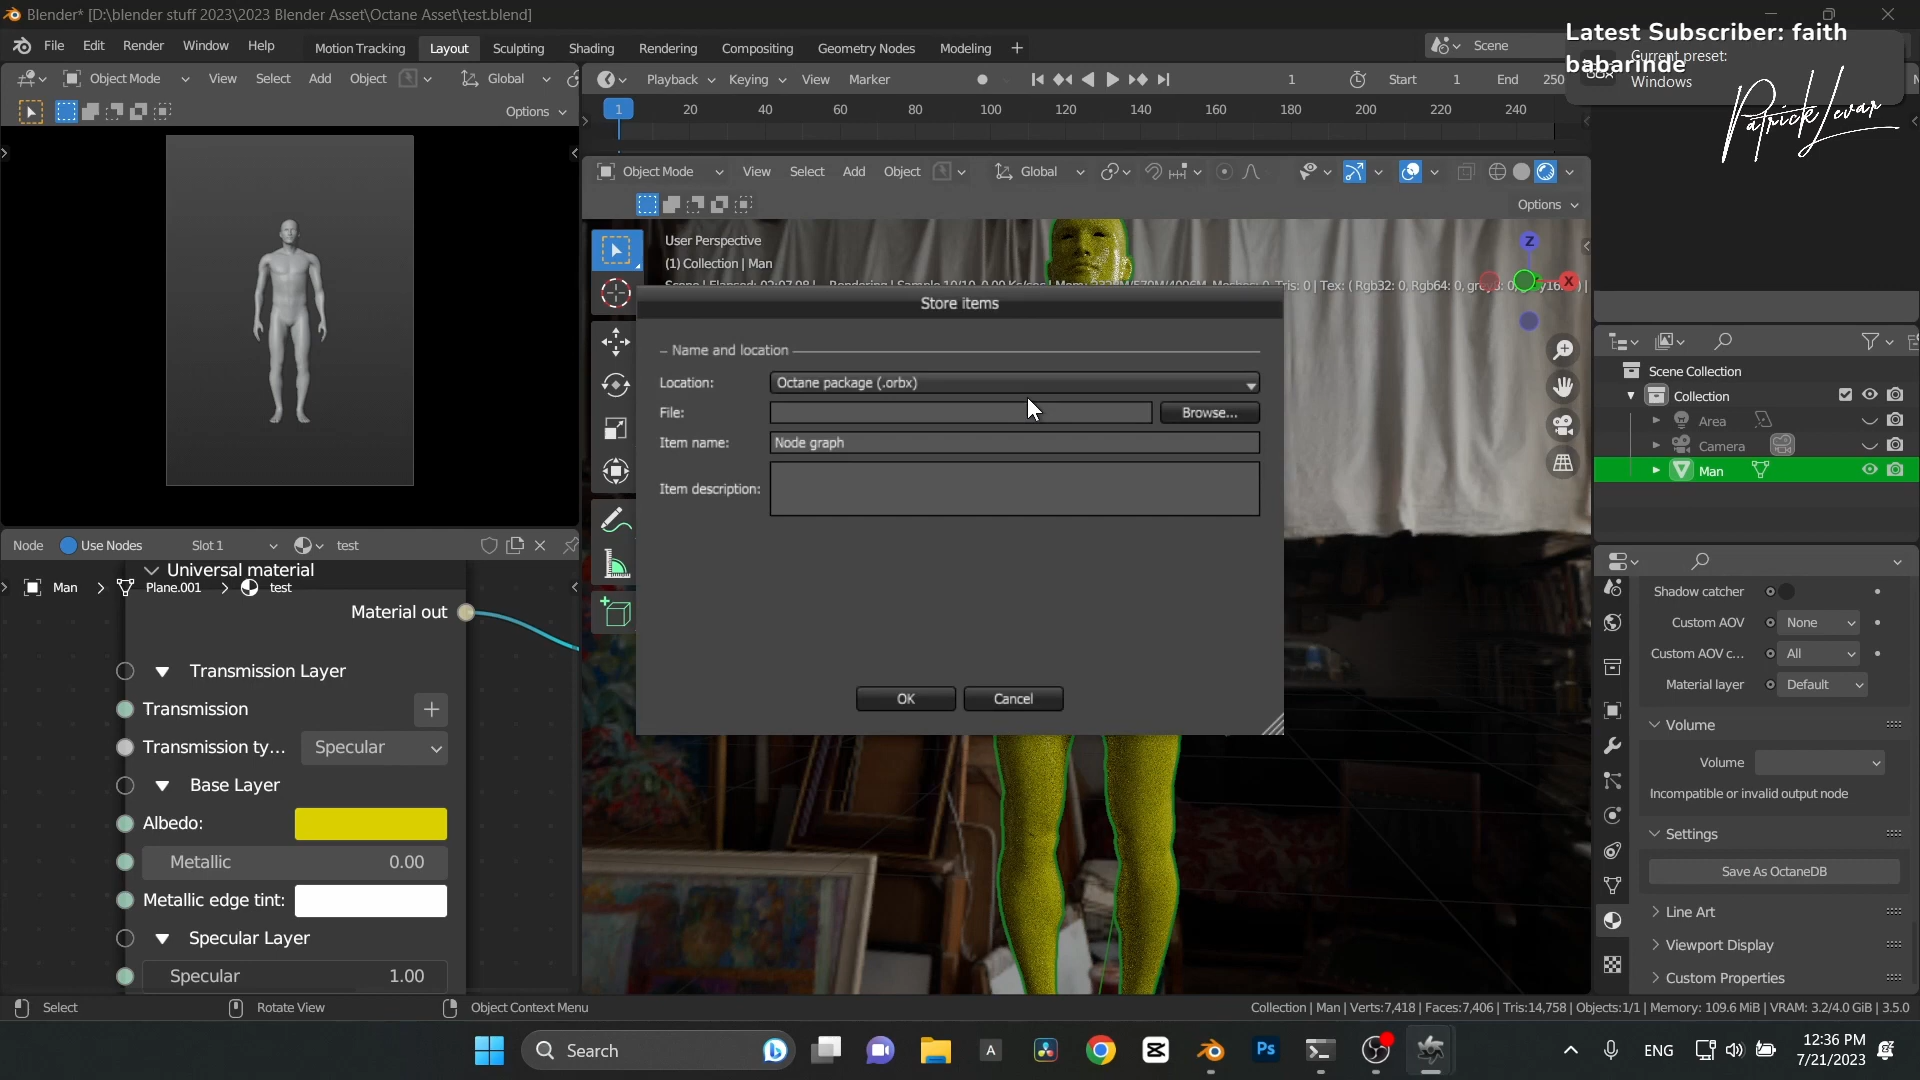 Blender* [D:\blender stuff 2023\2023 Blender Asset\Octane Asset\test.blend]
Latest Subscriber: faith
babarinde
Current preset:
Windows
Patrick Levar
File Edit Render Window Help
Motion Tracking Layout Sculpting Shading Rendering Compositing Geometry Nodes Modeling +
Scene
Object Mode View Select Add Object Global
Playback Keying View Marker 1 Start 1 End 250
Options
1 20 40 60 80 100 120 140 160 180 200 220 240
Object Mode View Select Add Object Global
Options
User Perspective
(1) Collection | Man
Z
X
Store items
Name and location
Location: Octane package (.orbx)
File: Browse...
Item name: Node graph
Item description:
OK Cancel
Scene Collection
Collection
Area
Camera
Man
Node Use Nodes Slot 1 test
Universal material
Man > Plane.001 > test
Material out
Transmission Layer
Transmission +
Transmission ty... Specular
Base Layer
Albedo:
Metallic 0.00
Metallic edge tint:
Specular Layer
Specular 1.00
Shadow catcher
Custom AOV None
Custom AOV c... All
Material layer Default
Volume
Volume
Incompatible or invalid output node
Settings
Save As OctaneDB
Line Art
Viewport Display
Custom Properties
Select Rotate View Object Context Menu
Collection | Man | Verts:7,418 | Faces:7,406 | Tris:14,758 | Objects:1/1 | Memory: 109.6 MiB | VRAM: 3.2/4.0 GiB | 3.5.0
Search
A
Ps
ENG
12:36 PM
7/21/2023